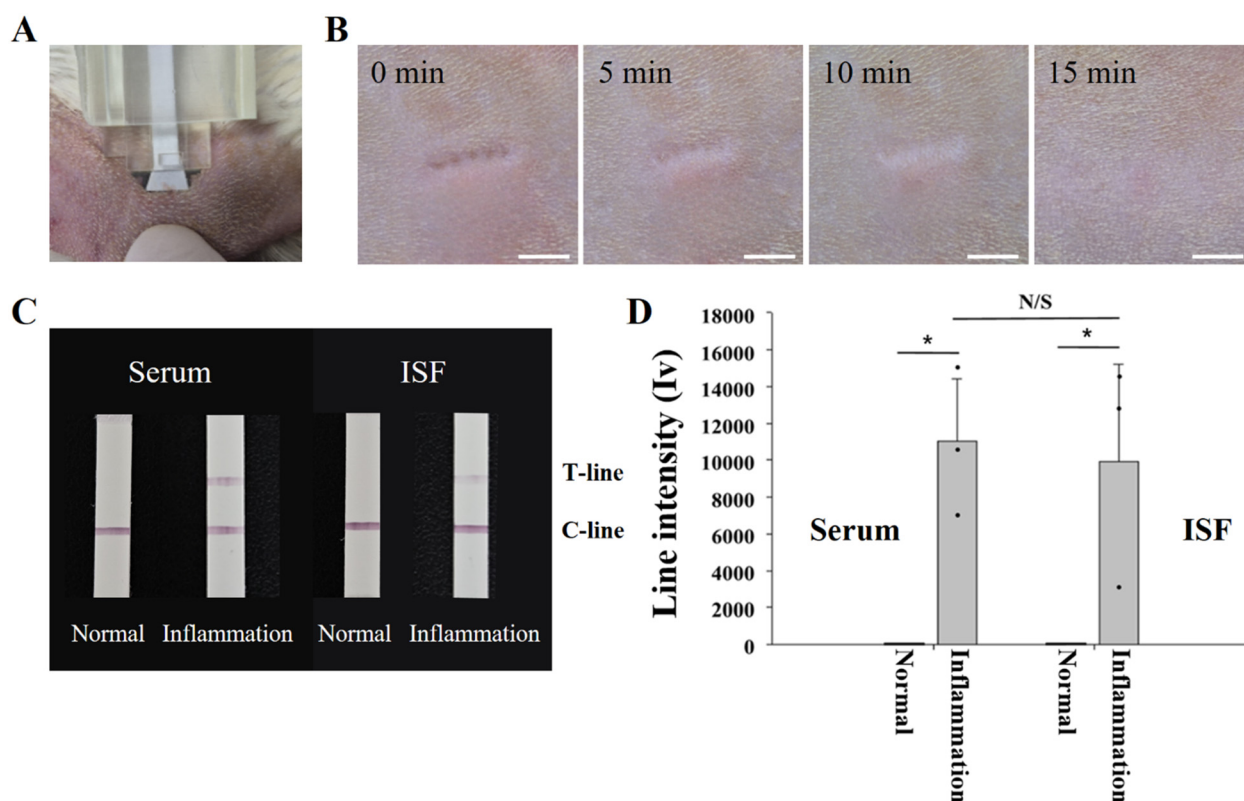 A
B
0 min
5 min
10 min
15 min
C
Serum
ISF
T-line
C-line
Normal
Inflammation
Normal
Inflammation
D
N/S
*
*
Line intensity (Iv)
18000
16000
14000
12000
10000
8000
6000
4000
2000
0
Serum
ISF
Normal
Inflammation
Normal
Inflammation